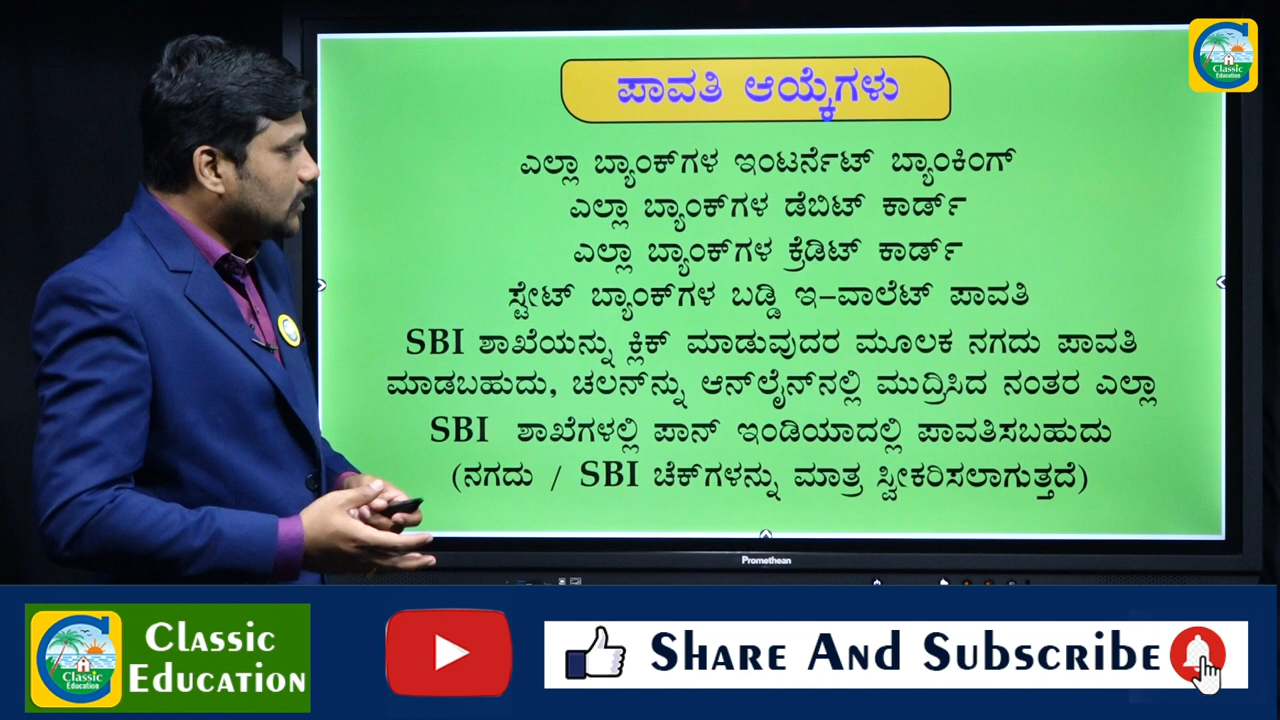 ಪಾವತಿ ಆಯ್ಕೆಗಳು
ಎಲ್ಲಾ ಬ್ಯಾಂಕ್‌ಗಳ ಇಂಟರ್ನೆಟ್ ಬ್ಯಾಂಕಿಂಗ್
ಎಲ್ಲಾ ಬ್ಯಾಂಕ್‌ಗಳ ಡೆಬಿಟ್ ಕಾರ್ಡ್
ಎಲ್ಲಾ ಬ್ಯಾಂಕ್‌ಗಳ ಕ್ರೆಡಿಟ್ ಕಾರ್ಡ್
ಸ್ಟೇಟ್ ಬ್ಯಾಂಕ್‌ಗಳ ಬಡ್ಡಿ ಇ-ವಾಲೆಟ್ ಪಾವತಿ
SBI ಶಾಖೆಯನ್ನು ಕ್ಲಿಕ್ ಮಾಡುವುದರ ಮೂಲಕ ನಗದು ಪಾವತಿ
ಮಾಡಬಹುದು, ಚಲನ್‌ನ್ನು ಆನ್‌ಲೈನ್‌ನಲ್ಲಿ ಮುದ್ರಿಸಿದ ನಂತರ ಎಲ್ಲಾ
SBI ಶಾಖೆಗಳಲ್ಲಿ ಪಾನ್ ಇಂಡಿಯಾದಲ್ಲಿ ಪಾವತಿಸಬಹುದು
(ನಗದು / SBI ಚೆಕ್‌ಗಳನ್ನು ಮಾತ್ರ ಸ್ವೀಕರಿಸಲಾಗುತ್ತದೆ)
Classic
Education
Promethean
Classic
Education
Classic
Education
Share And Subscribe